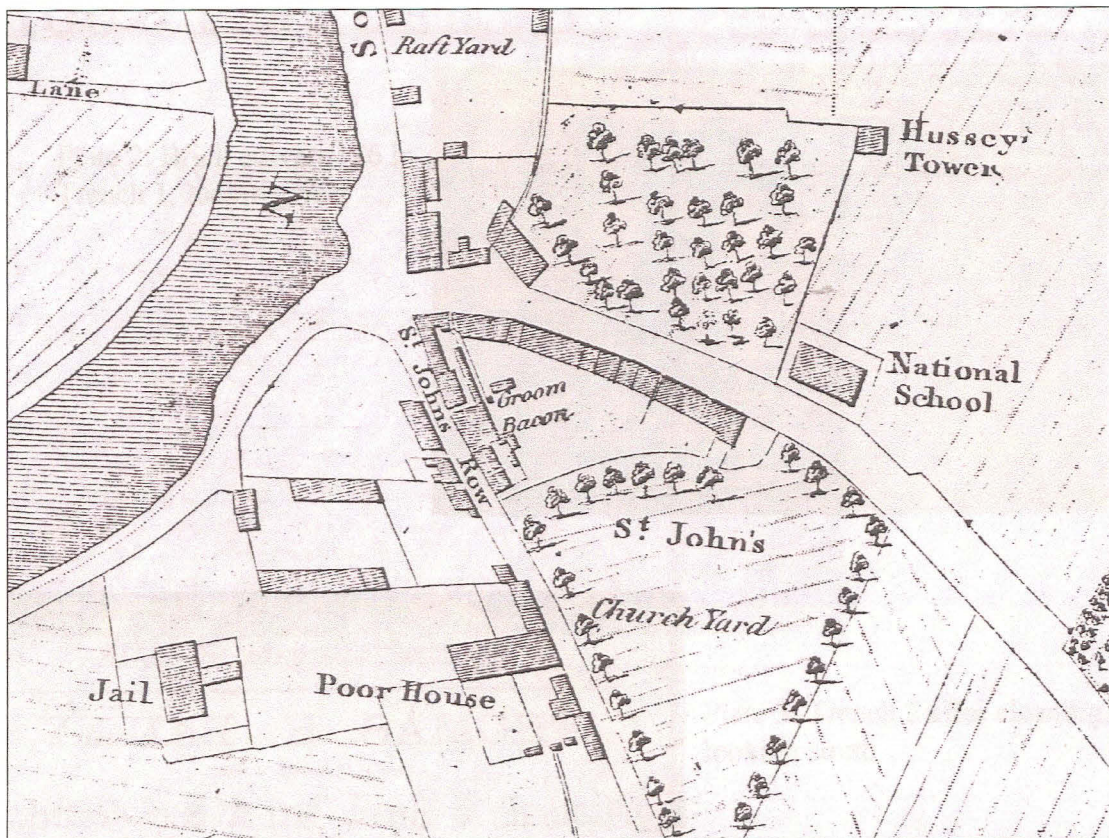 So
Raft Yard
Lane
N
Hussey'
Tower
National
School
St Johns Row
Groom
Bacon
St John's
Church Yard
Jail
Poor House